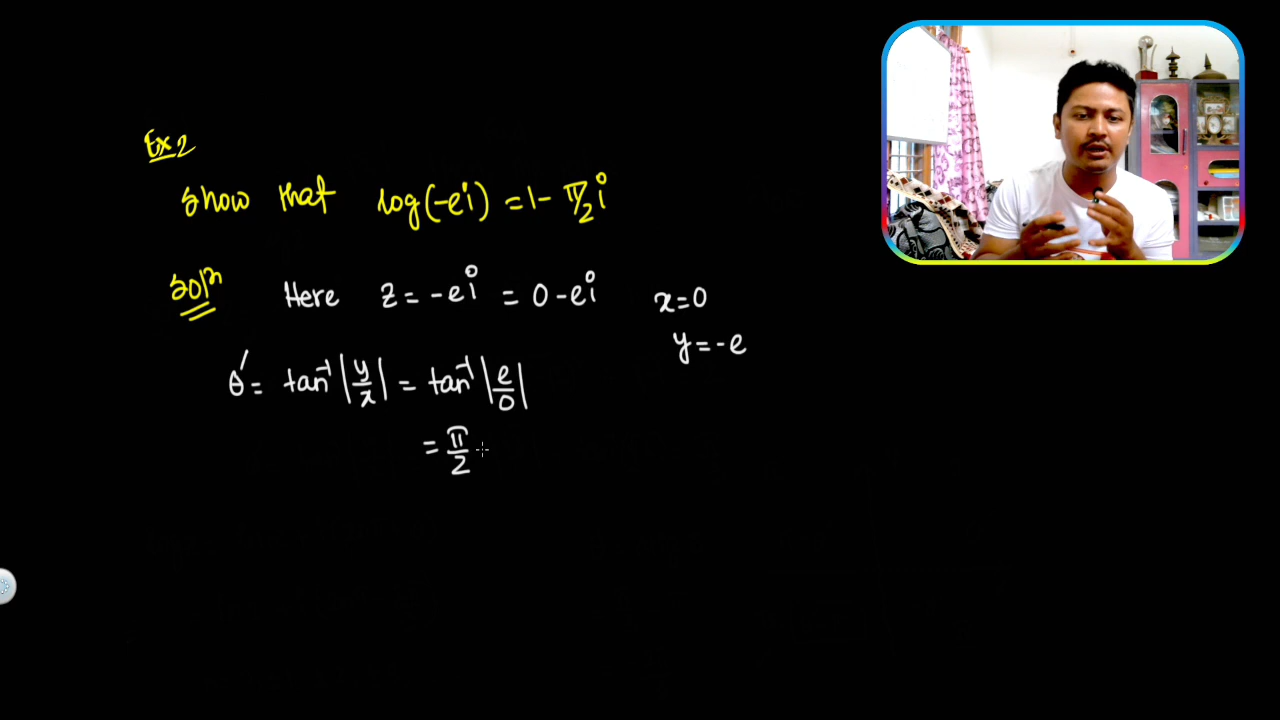 Ex 2
Show that log(-ei) = 1 - π/2 i
Soln Here z = -ei = 0 - ei x = 0
y = -e
θ' = tan⁻¹|y/x| = tan⁻¹|e/0|
= π/2